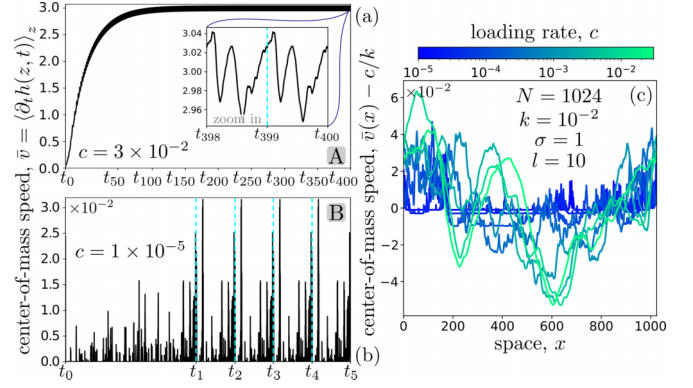 center-of-mass speed, v̄ = ⟨∂ₜh(z, t)⟩_z
3.0
2.5
2.0
1.5
1.0
0.5
0.0
3.04
3.02
3.00
2.98
2.96
zoom in
t₃₉₈ t₃₉₉ t₄₀₀
c = 3 × 10⁻²
A
(a)
t₀ t₅₀ t₁₀₀ t₁₅₀ t₂₀₀ t₂₅₀ t₃₀₀ t₃₅₀ t₄₀₀
×10⁻²
3.0
2.5
2.0
1.5
1.0
0.5
0.0
c = 1 × 10⁻⁵
B
(b)
t₀ t₁ t₂ t₃ t₄ t₅
loading rate, c
10⁻⁵ 10⁻⁴ 10⁻³ 10⁻²
×10⁻²
center-of-mass speed, v̄(x) − c/k
6
4
2
0
−2
−4
N = 1024
k = 10⁻²
σ = 1
l = 10
(c)
0 200 400 600 800 1000
space, x